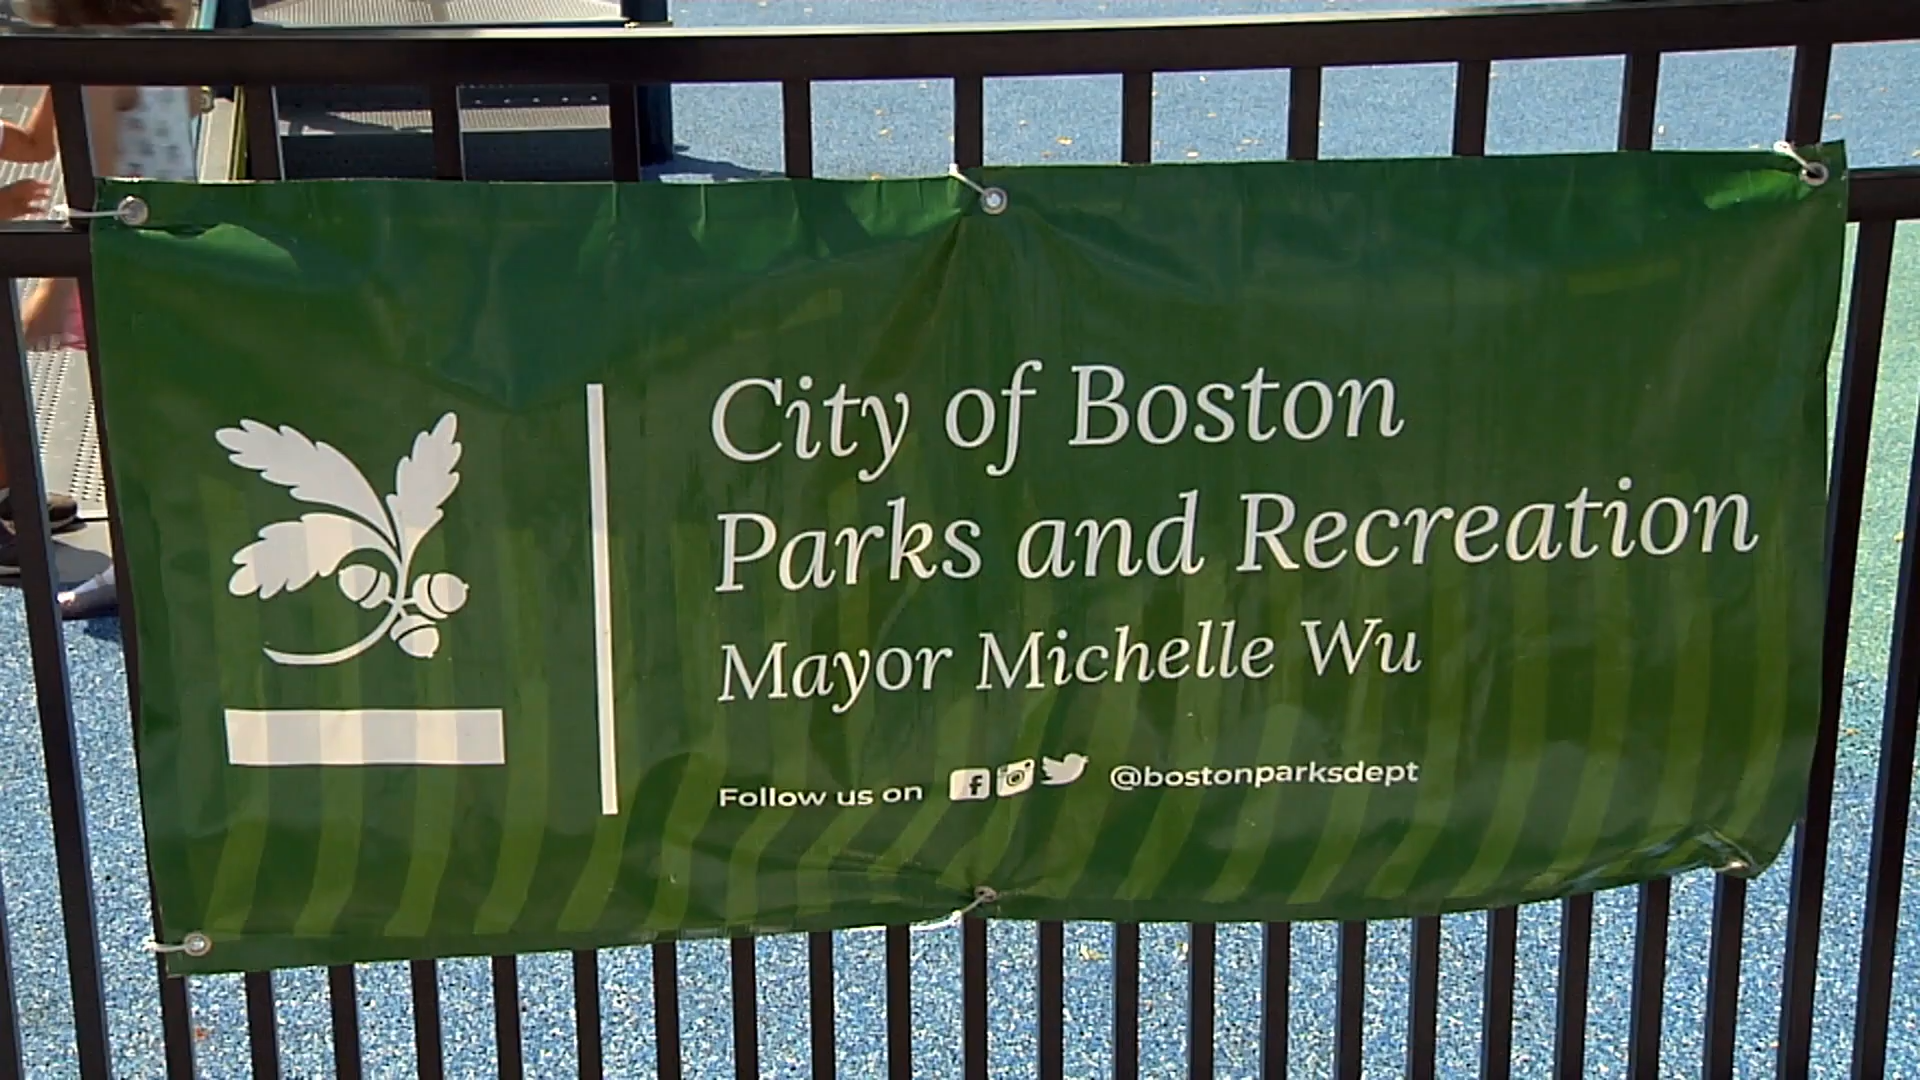 City of Boston
Parks and Recreation
Mayor Michelle Wu
Follow us on @bostonparksdept